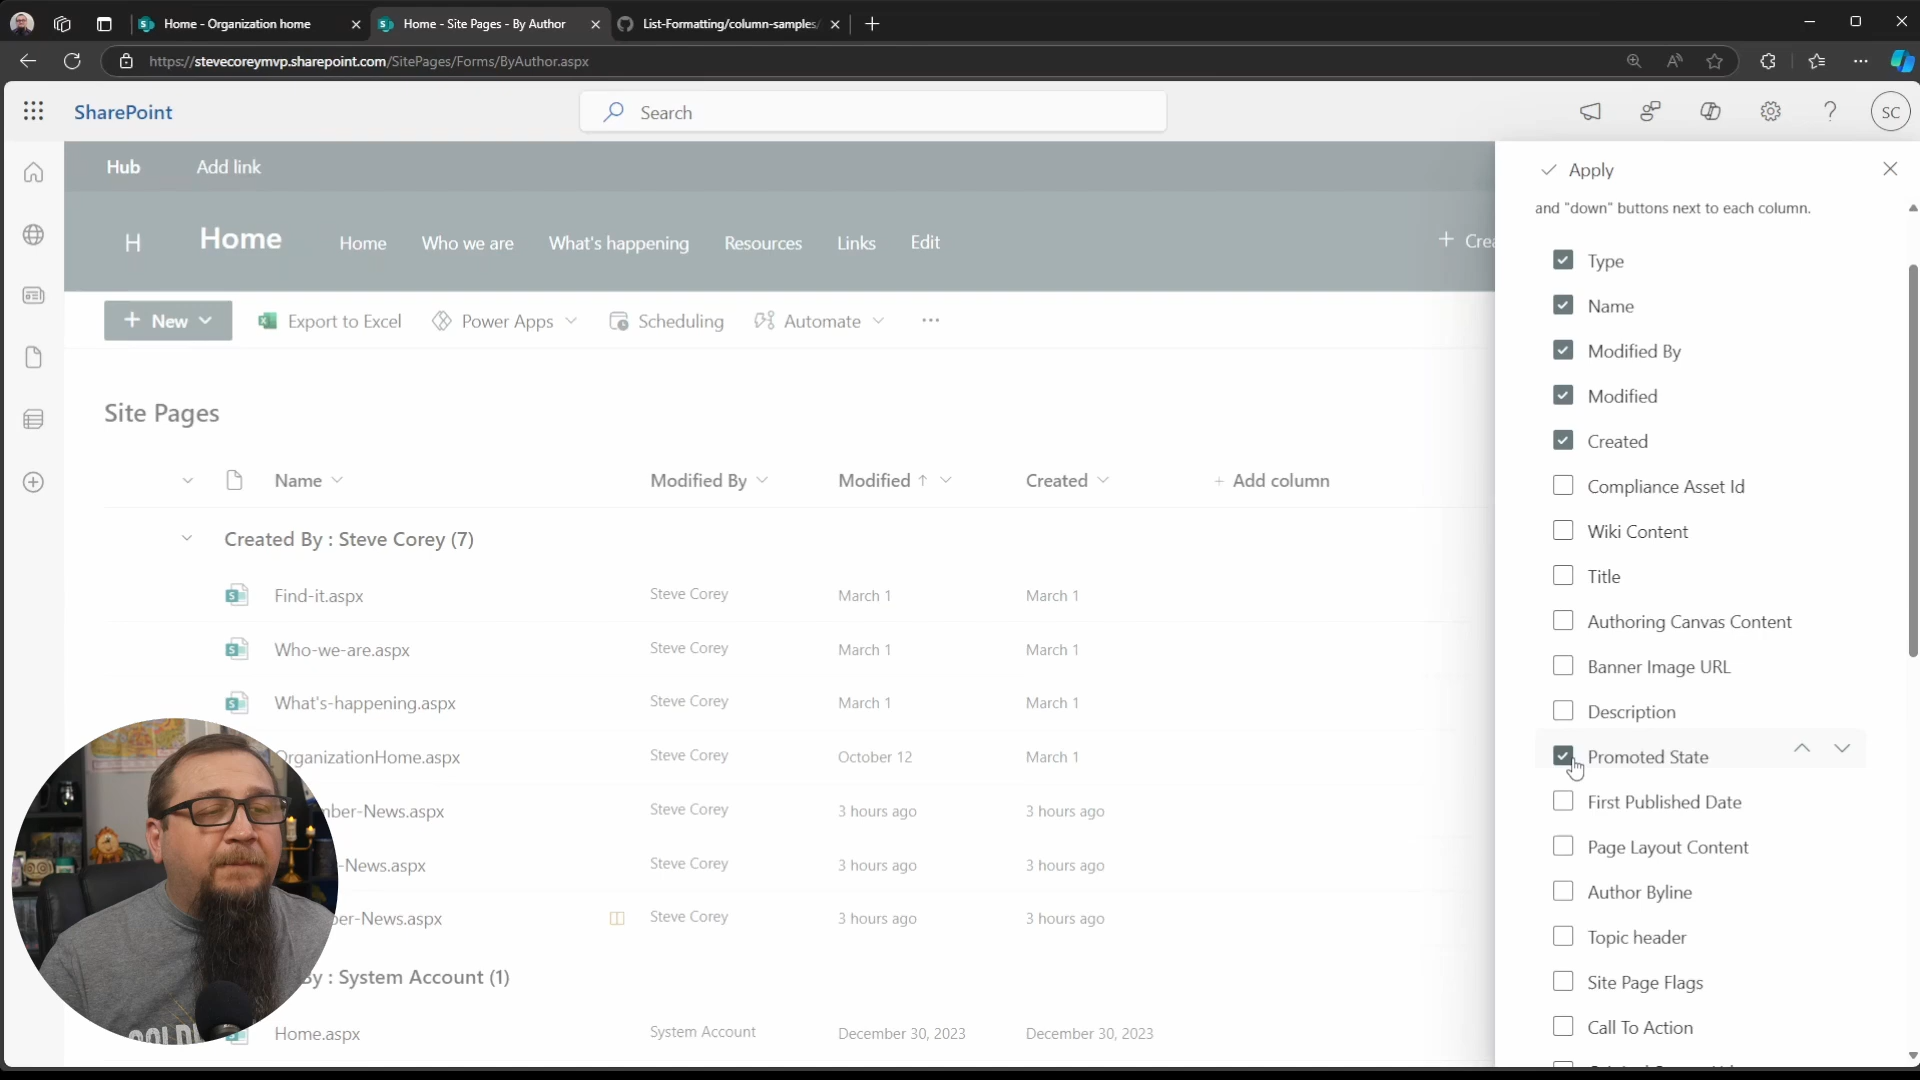 Home - Organization home
Home - Site Pages - By Author
List-Formatting/column-samples/
https://stevecoreymvp.sharepoint.com/SitePages/Forms/ByAuthor.aspx
SharePoint
Search
SC
Hub
Add link
H
Home
Home
Who we are
What's happening
Resources
Links
Edit
+ Crea
+ New
Export to Excel
Power Apps
Scheduling
Automate
Site Pages
Name
Modified By
Modified ↑
Created
+ Add column
Created By : Steve Corey (7)
Find-it.aspx
Steve Corey
March 1
March 1
Who-we-are.aspx
Steve Corey
March 1
March 1
What's-happening.aspx
Steve Corey
March 1
March 1
OrganizationHome.aspx
October 12
March 1
mber-News.aspx
Steve Corey
3 hours ago
3 hours ago
-News.aspx
Steve Corey
3 hours ago
3 hours ago
ber-News.aspx
Steve Corey
3 hours ago
3 hours ago
By : System Account (1)
Home.aspx
System Account
December 30, 2023
December 30, 2023
Apply
and "down" buttons next to each column.
Type
Name
Modified By
Modified
Created
Compliance Asset Id
Wiki Content
Title
Authoring Canvas Content
Banner Image URL
Description
Promoted State
First Published Date
Page Layout Content
Author Byline
Topic header
Site Page Flags
Call To Action